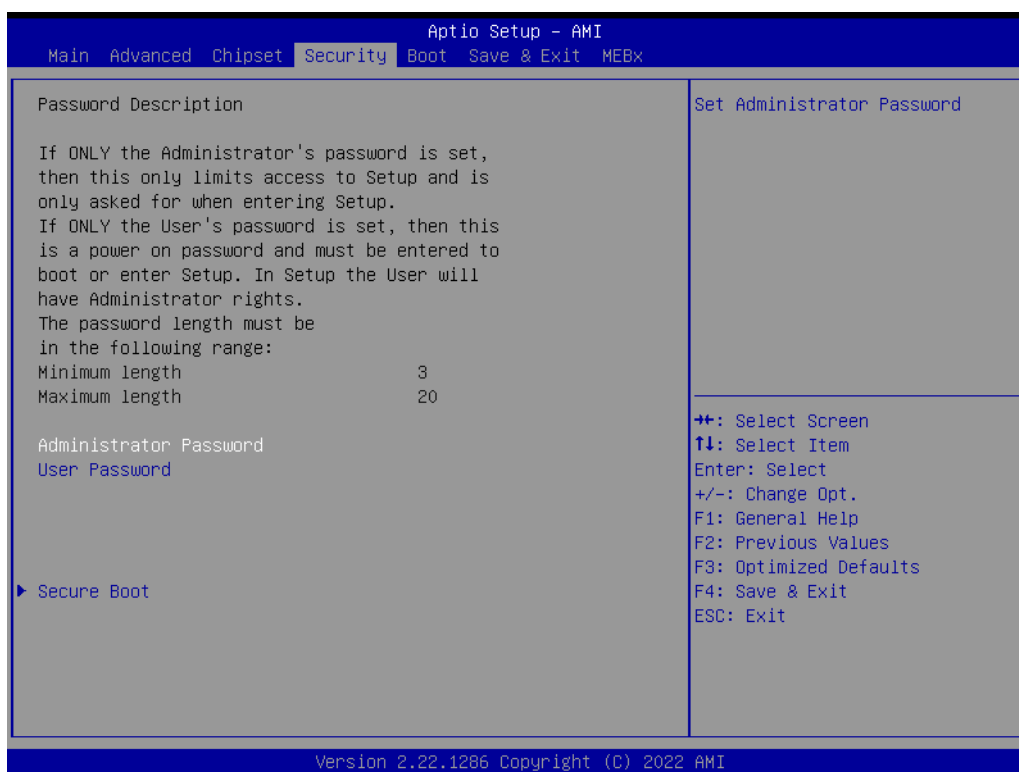 Aptio Setup – AMI
Main Advanced Chipset Security Boot Save & Exit MEBx
Password Description
If ONLY the Administrator's password is set,
then this only limits access to Setup and is
only asked for when entering Setup.
If ONLY the User's password is set, then this
is a power on password and must be entered to
boot or enter Setup. In Setup the User will
have Administrator rights.
The password length must be
in the following range:
Minimum length 3
Maximum length 20
Administrator Password
User Password
Secure Boot
Set Administrator Password
→←: Select Screen
↑↓: Select Item
Enter: Select
+/-: Change Opt.
F1: General Help
F2: Previous Values
F3: Optimized Defaults
F4: Save & Exit
ESC: Exit
Version 2.22.1286 Copyright (C) 2022 AMI